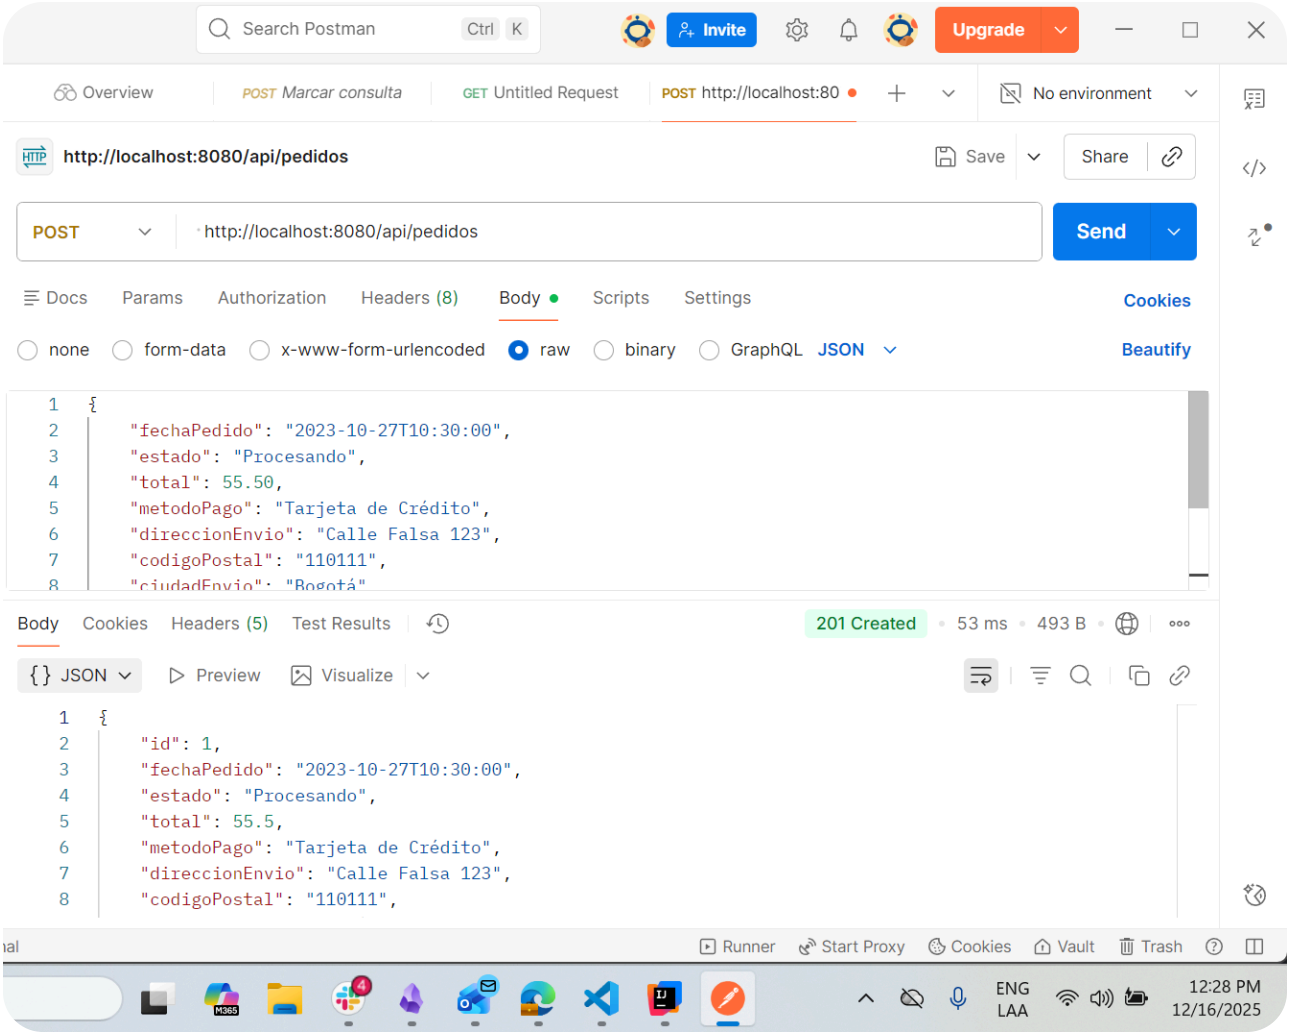 Search Postman Ctrl K Invite Upgrade
Overview POST Marcar consulta GET Untitled Request POST http://localhost:80 No environment
HTTP http://localhost:8080/api/pedidos Save Share
POST http://localhost:8080/api/pedidos Send
Docs Params Authorization Headers (8) Body Scripts Settings Cookies
none form-data x-www-form-urlencoded raw binary GraphQL JSON Beautify
1 {
2 "fechaPedido": "2023-10-27T10:30:00",
3 "estado": "Procesando",
4 "total": 55.50,
5 "metodoPago": "Tarjeta de Crédito",
6 "direccionEnvio": "Calle Falsa 123",
7 "codigoPostal": "110111",
8 "ciudadEnvio": "Bogotá"
Body Cookies Headers (5) Test Results 201 Created 53 ms 493 B
{} JSON Preview Visualize
1 {
2 "id": 1,
3 "fechaPedido": "2023-10-27T10:30:00",
4 "estado": "Procesando",
5 "total": 55.5,
6 "metodoPago": "Tarjeta de Crédito",
7 "direccionEnvio": "Calle Falsa 123",
8 "codigoPostal": "110111",
nal Runner Start Proxy Cookies Vault Trash
M365 4 IJ ENG 12:28 PM
LAA 12/16/2025